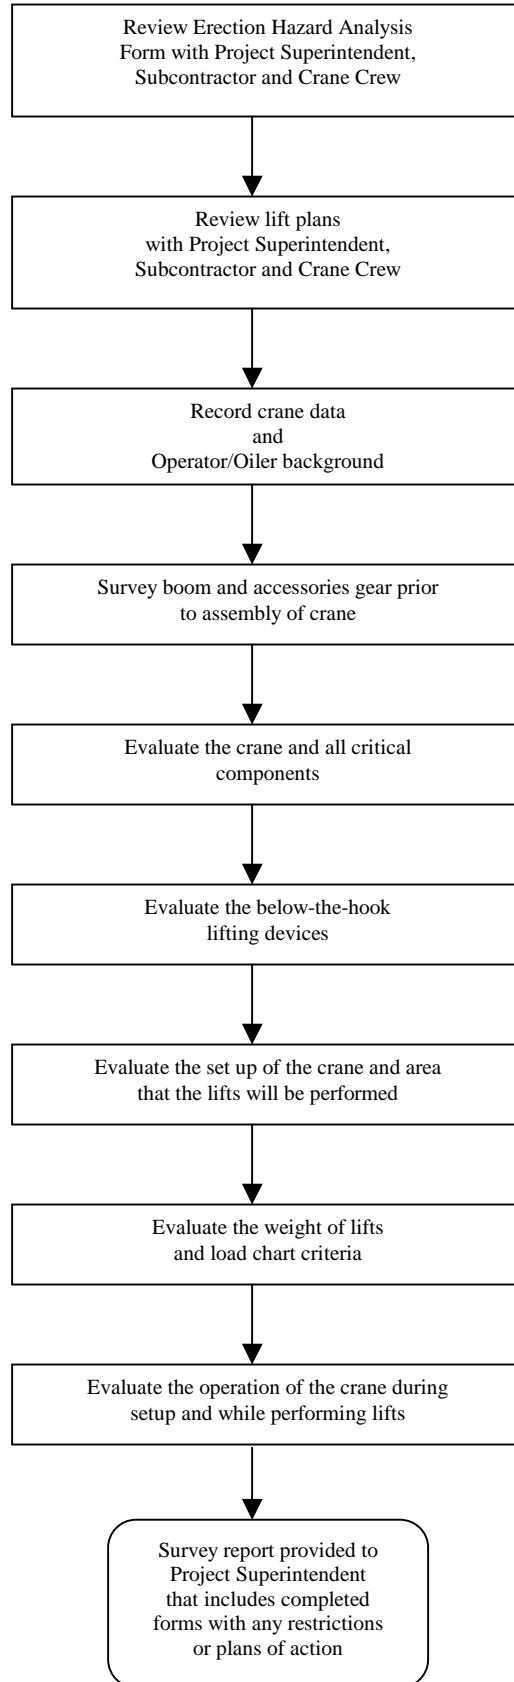 Review Erection Hazard Analysis
Form with Project Superintendent,
Subcontractor and Crane Crew
Review lift plans
with Project Superintendent,
Subcontractor and Crane Crew
Record crane data
and
Operator/Oiler background
Survey boom and accessories gear prior
to assembly of crane
Evaluate the crane and all critical
components
Evaluate the below-the-hook
lifting devices
Evaluate the set up of the crane and area
that the lifts will be performed
Evaluate the weight of lifts
and load chart criteria
Evaluate the operation of the crane during
setup and while performing lifts
Survey report provided to
Project Superintendent
that includes completed
forms with any restrictions
or plans of action